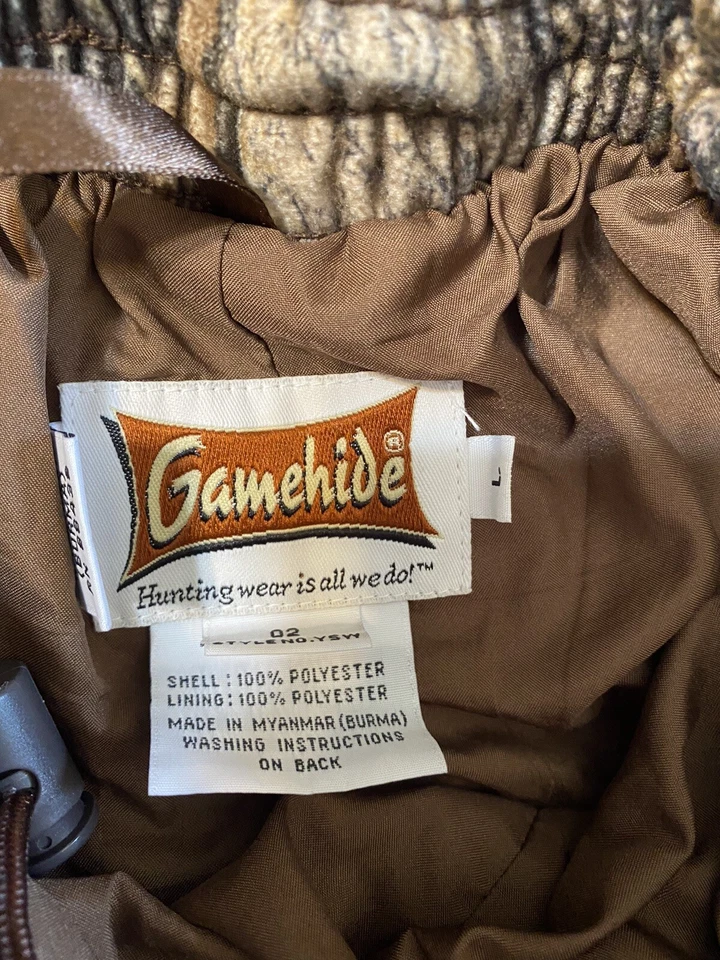 Gamehide®
Hunting wear is all we do!™
L
02
STYLE NO.YSW
SHELL : 100% POLYESTER
LINING: 100% POLYESTER
MADE IN MYANMAR (BURMA)
WASHING INSTRUCTIONS
ON BACK